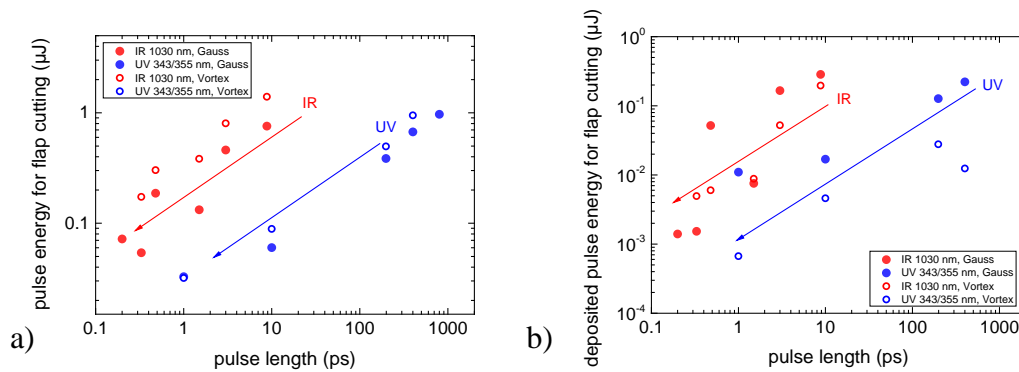 a)
pulse energy for flap cutting (µJ)
1
0.1
IR 1030 nm, Gauss
UV 343/355 nm, Gauss
IR 1030 nm, Vortex
UV 343/355 nm, Vortex
IR
UV
0.1 1 10 100 1000
pulse length (ps)
b)
deposited pulse energy for flap cutting (µJ)
10⁰
10⁻¹
10⁻²
10⁻³
10⁻⁴
IR
UV
IR 1030 nm, Gauss
UV 343/355 nm, Gauss
IR 1030 nm, Vortex
UV 343/355 nm, Vortex
0.1 1 10 100 1000
pulse length (ps)